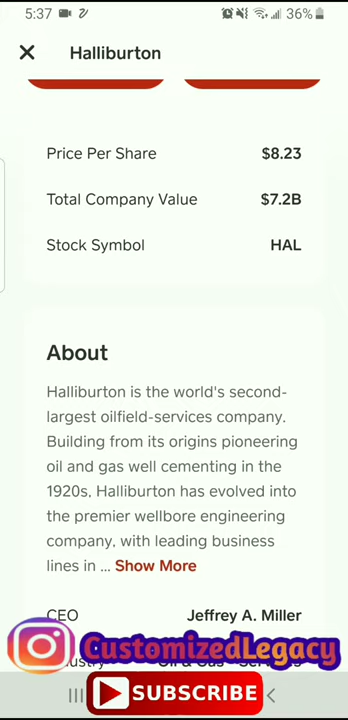 5:37 36%
Halliburton
Price Per Share $8.23
Total Company Value $7.2B
Stock Symbol HAL
About
Halliburton is the world's second-
largest oilfield-services company.
Building from its origins pioneering
oil and gas well cementing in the
1920s, Halliburton has evolved into
the premier wellbore engineering
company, with leading business
lines in ... Show More
CEO Jeffrey A. Miller
CustomizedLegacy
SUBSCRIBE